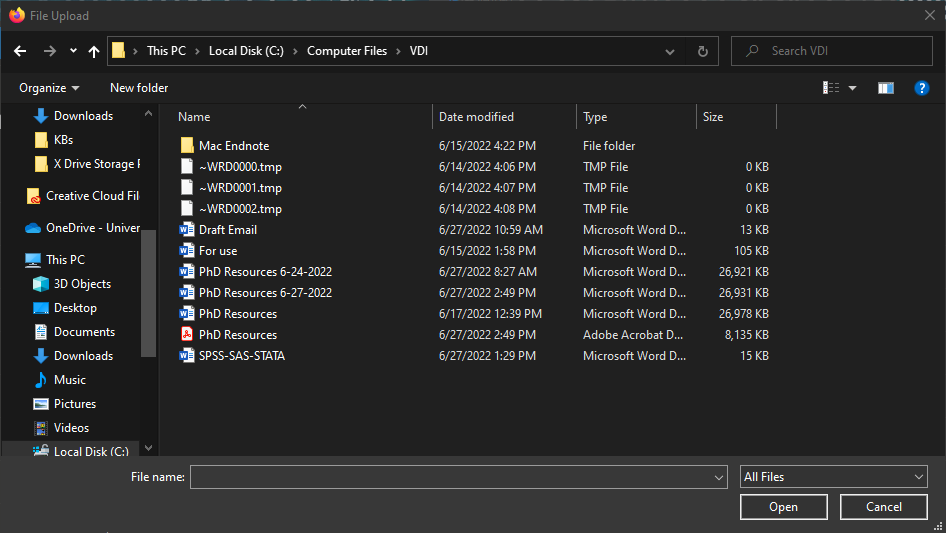 File Upload
This PC Local Disk (C:) Computer Files VDI Search VDI
Organize New folder
Downloads
KBs
X Drive Storage F
Creative Cloud Fil
OneDrive - Univer
This PC
3D Objects
Desktop
Documents
Downloads
Music
Pictures
Videos
Local Disk (C:)
Name Date modified Type Size
Mac Endnote 6/15/2022 4:22 PM File folder
~WRD0000.tmp 6/14/2022 4:06 PM TMP File 0 KB
~WRD0001.tmp 6/14/2022 4:07 PM TMP File 0 KB
~WRD0002.tmp 6/14/2022 4:08 PM TMP File 0 KB
Draft Email 6/27/2022 10:59 AM Microsoft Word D... 13 KB
For use 6/15/2022 1:58 PM Microsoft Word D... 105 KB
PhD Resources 6-24-2022 6/27/2022 8:27 AM Microsoft Word D... 26,921 KB
PhD Resources 6-27-2022 6/27/2022 2:49 PM Microsoft Word D... 26,931 KB
PhD Resources 6/17/2022 12:39 PM Microsoft Word D... 26,978 KB
PhD Resources 6/27/2022 2:49 PM Adobe Acrobat D... 8,135 KB
SPSS-SAS-STATA 6/27/2022 1:29 PM Microsoft Word D... 15 KB
File name: All Files
Open Cancel